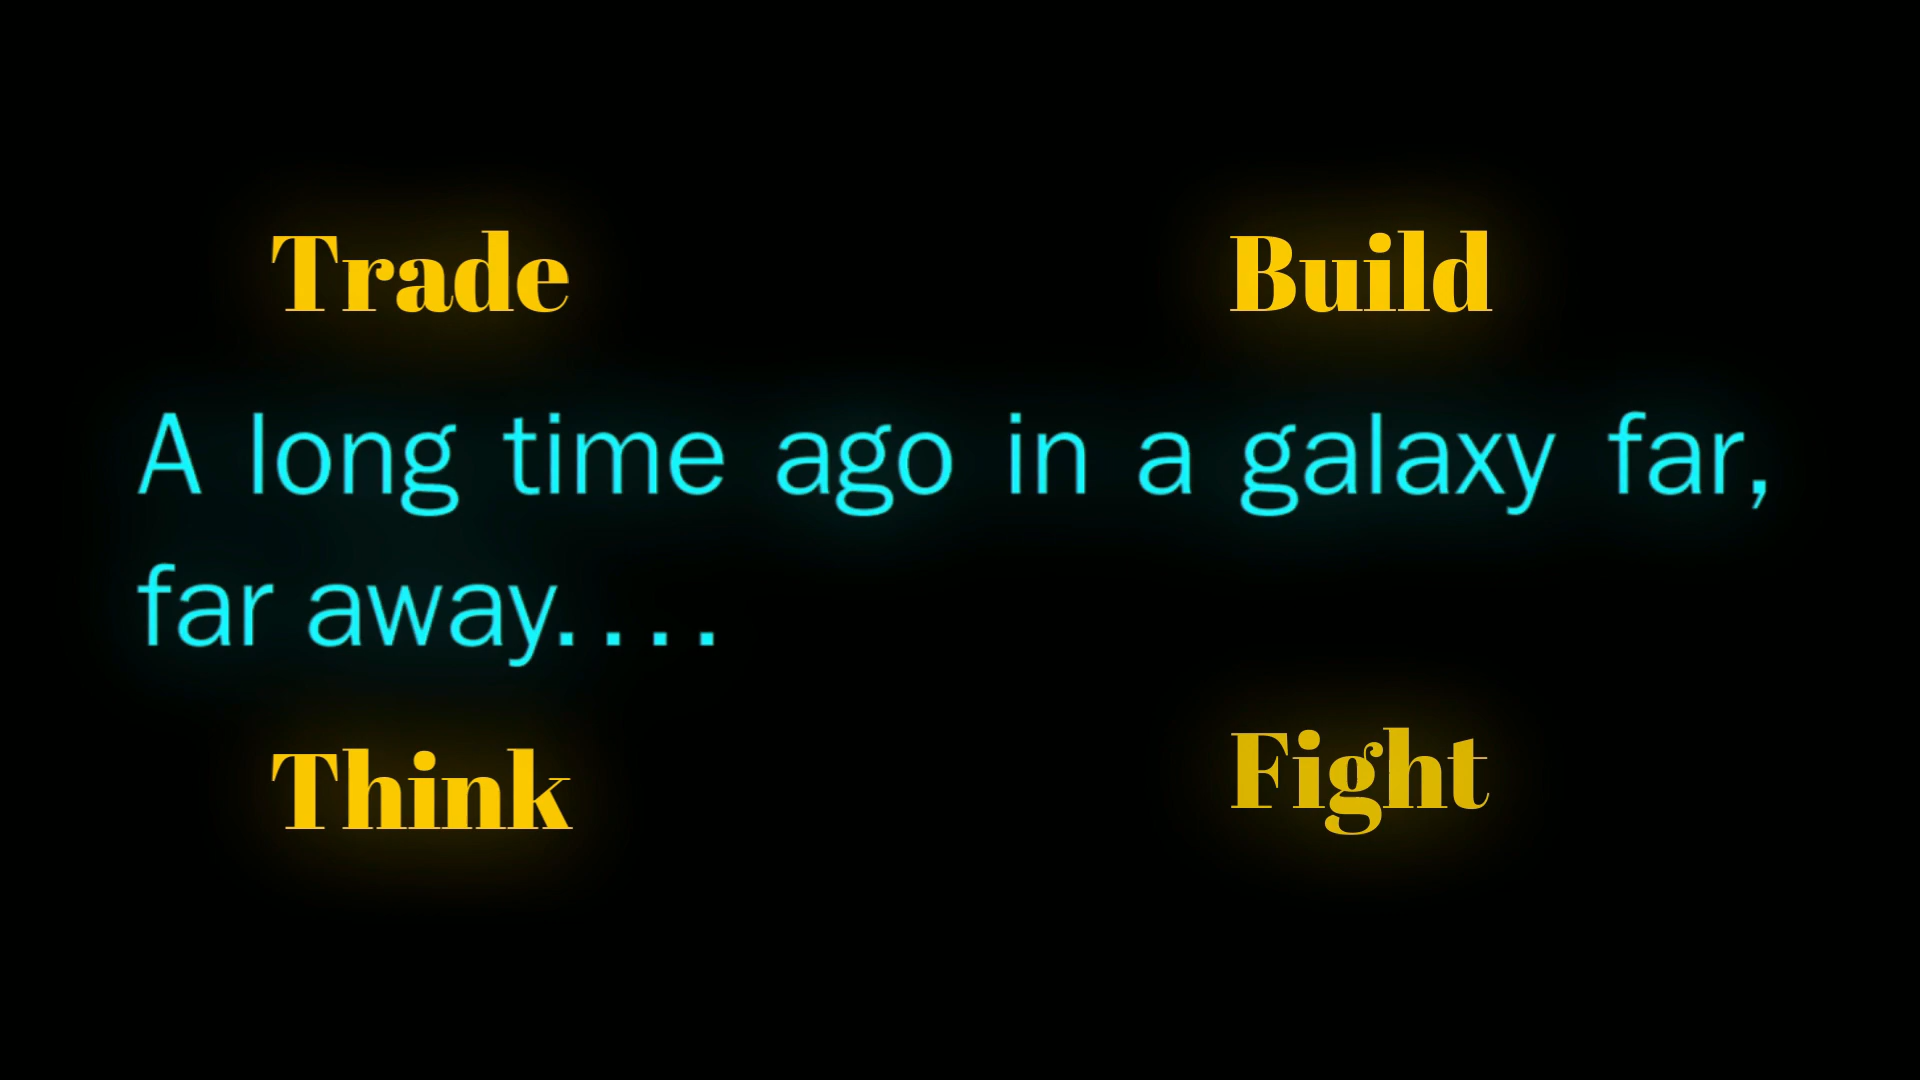 Trade
Build
A long time ago in a galaxy far,
far away....
Think
Fight